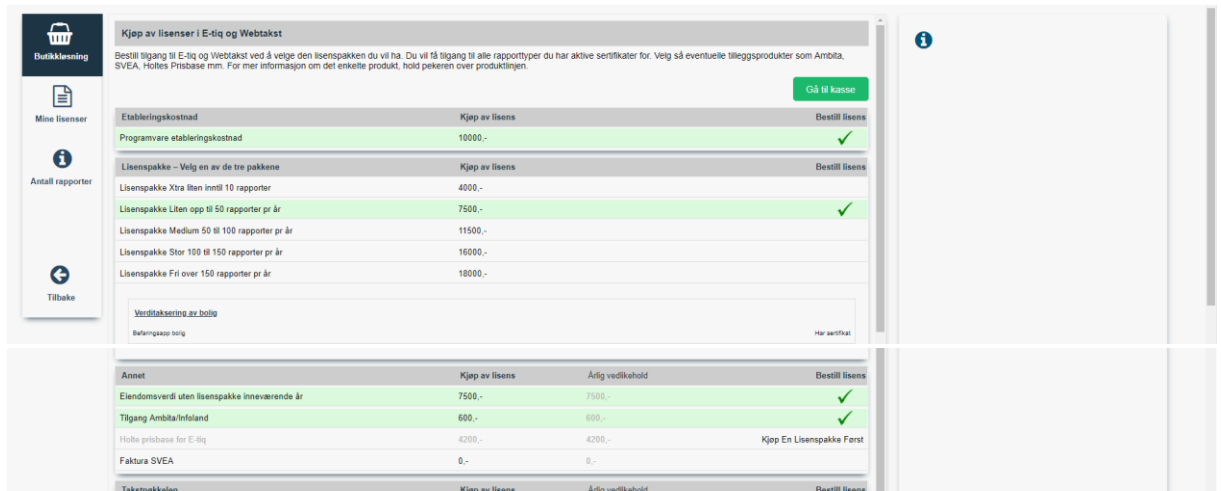 Butikkløsning
Mine lisenser
Antall rapporter
Tilbake
Kjøp av lisenser i E-tiq og Webtakst
Bestill tilgang til E-tiq og Webtakst ved å velge den lisenspakken du vil ha. Du vil få tilgang til alle rapporttyper du har aktive sertifikater for. Velg så eventuelle tilleggsprodukter som Ambita,
SVEA, Holtes Prisbase mm. For mer informasjon om det enkelte produkt, hold pekeren over produktlinjen.
Gå til kasse
Etableringskostnad Kjøp av lisens Bestill lisens
Programvare etableringskostnad 10000,-
Lisenspakke – Velg en av de tre pakkene Kjøp av lisens Bestill lisens
Lisenspakke Xtra liten inntil 10 rapporter 4000,-
Lisenspakke Liten opp til 50 rapporter pr år 7500,-
Lisenspakke Medium 50 til 100 rapporter pr år 11500,-
Lisenspakke Stor 100 til 150 rapporter pr år 16000,-
Lisenspakke Fri over 150 rapporter pr år 18000,-
Verditaksering av bolig
Befaringsapp bolig Har sertifikat
Annet Kjøp av lisens Årlig vedlikehold Bestill lisens
Eiendomsverdi uten lisenspakke inneværende år 7500,- 7500,-
Tilgang Ambita/Infoland 600,- 600,-
Holte prisbase for E-tiq 4200,- 4200,- Kjøp En Lisenspakke Først
Faktura SVEA 0,- 0,-
Takstnøkkelen Kjøp av lisens Årlig vedlikehold Bestill lisens